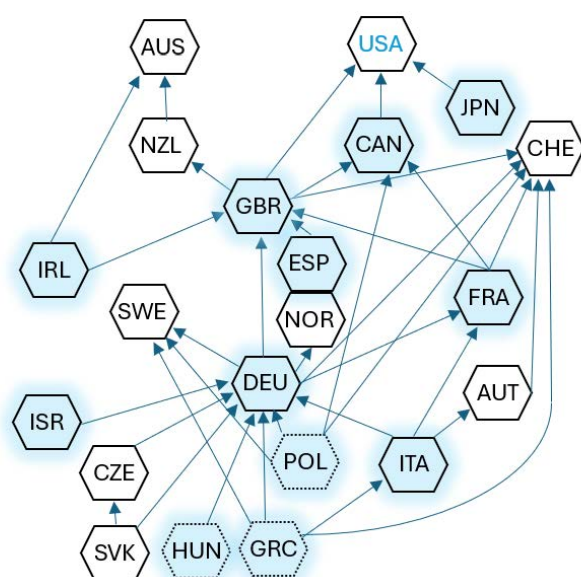 AUS
USA
JPN
NZL
CAN
CHE
GBR
IRL
ESP
FRA
SWE
NOR
DEU
AUT
ISR
CZE
POL
ITA
SVK
HUN
GRC